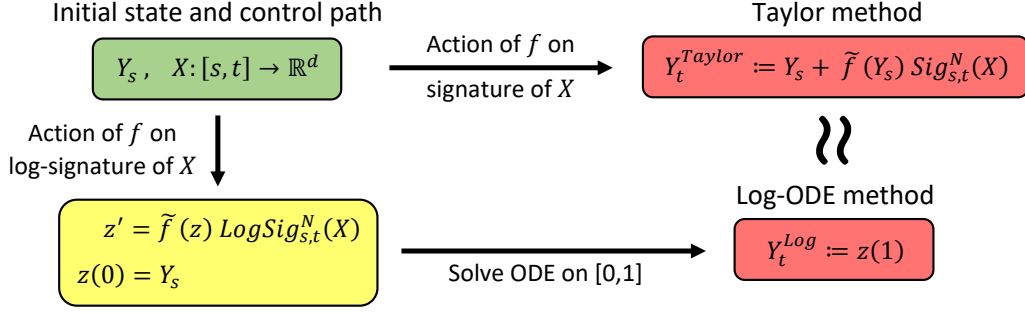 Initial state and control path
Taylor method
Y_s ,   X: [s, t] → ℝ^d
Action of f on
signature of X
Y_t^{Taylor} ≔ Y_s + f̃ (Y_s) Sig_{s,t}^N(X)
Action of f on
log-signature of X
≈
Log-ODE method
z′ = f̃ (z) LogSig_{s,t}^N(X)
z(0) = Y_s
Solve ODE on [0,1]
Y_t^{Log} ≔ z(1)